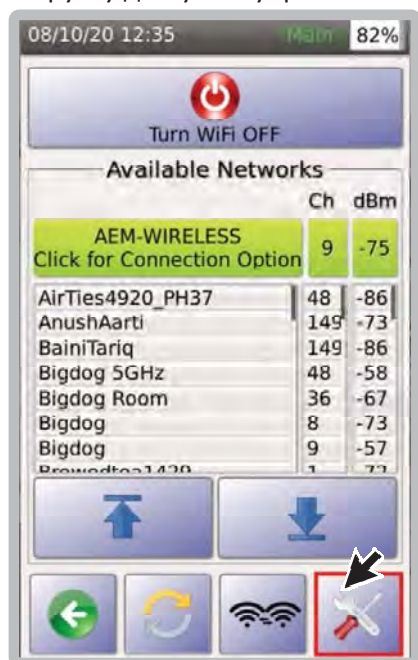 08/10/20 12:35 Main 82%
Turn WiFi OFF
Available Networks
Ch dBm
AEM-WIRELESS
Click for Connection Option 9 -75
AirTies4920_PH37 48 -86
AnushAarti 149 -73
BainiTariq 149 -86
Bigdog 5GHz 48 -58
Bigdog Room 36 -67
Bigdog 8 -73
Bigdog 9 -57